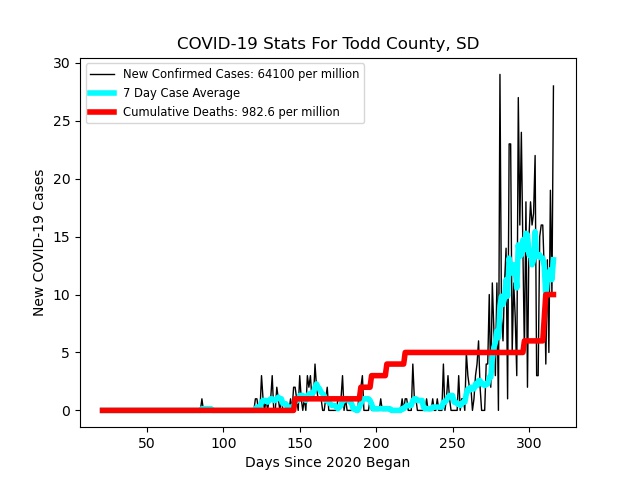 COVID-19 Stats For Todd County, SD
New Confirmed Cases: 64100 per million
7 Day Case Average
Cumulative Deaths: 982.6 per million
New COVID-19 Cases
30
25
20
15
10
5
0
50
100
150
200
250
300
Days Since 2020 Began